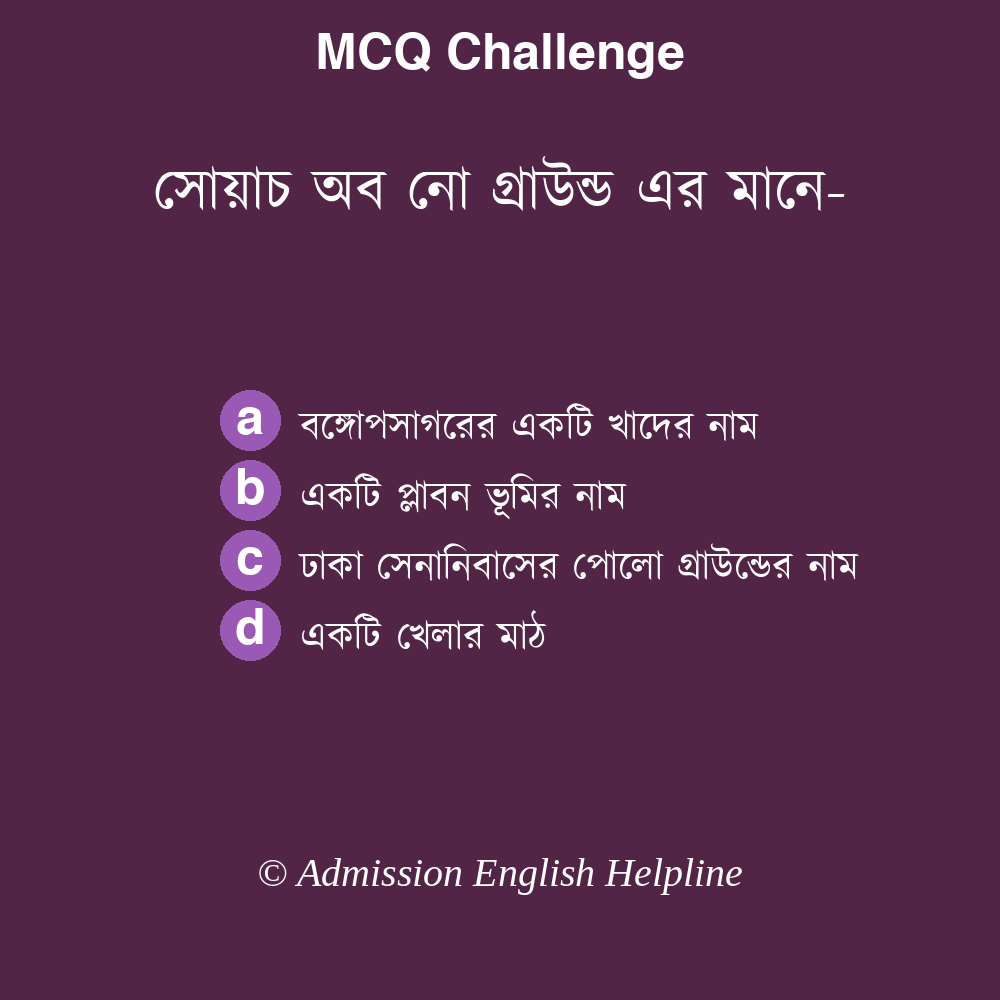 MCQ Challenge
সোয়াচ অব নো গ্রাউন্ড এর মানে-
a বঙ্গোপসাগরের একটি খাদের নাম
b একটি প্লাবন ভূমির নাম
c ঢাকা সেনানিবাসের পোলো গ্রাউন্ডের নাম
d একটি খেলার মাঠ
© Admission English Helpline